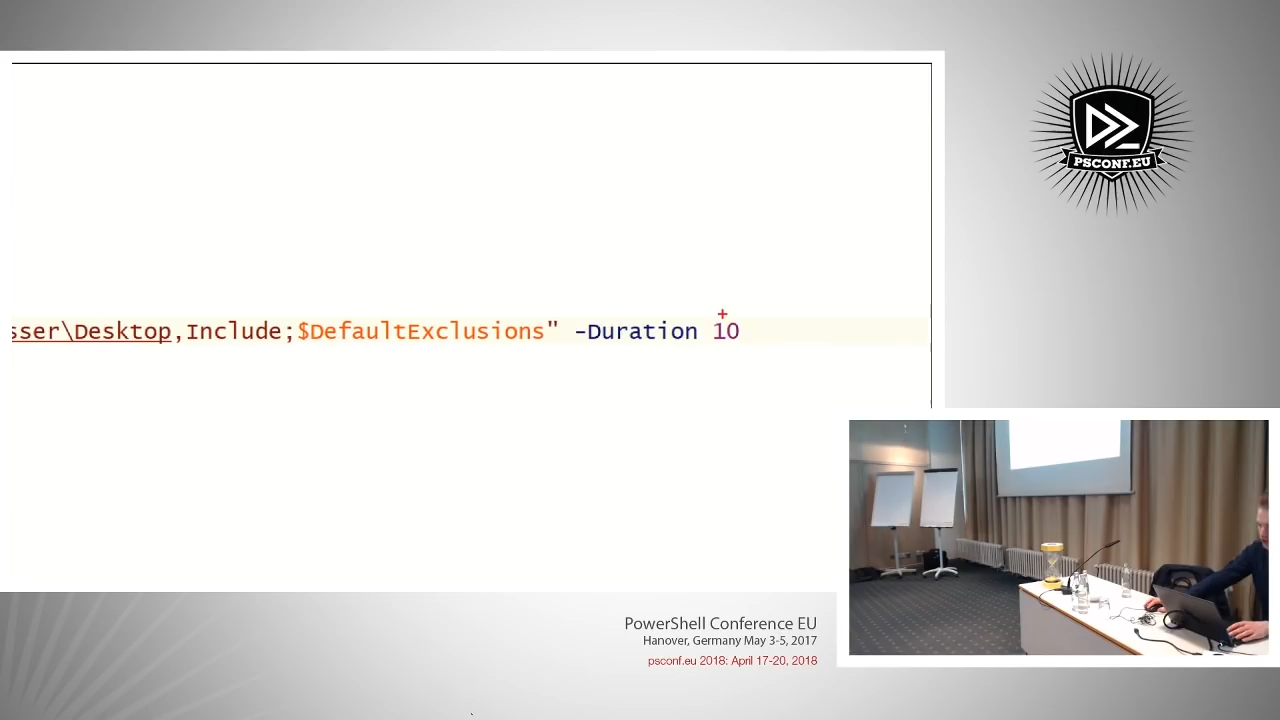 PSCONF.EU
sser\Desktop,Include;$DefaultExclusions" -Duration 10
PowerShell Conference EU
Hanover, Germany May 3-5, 2017
psconf.eu 2018: April 17-20, 2018